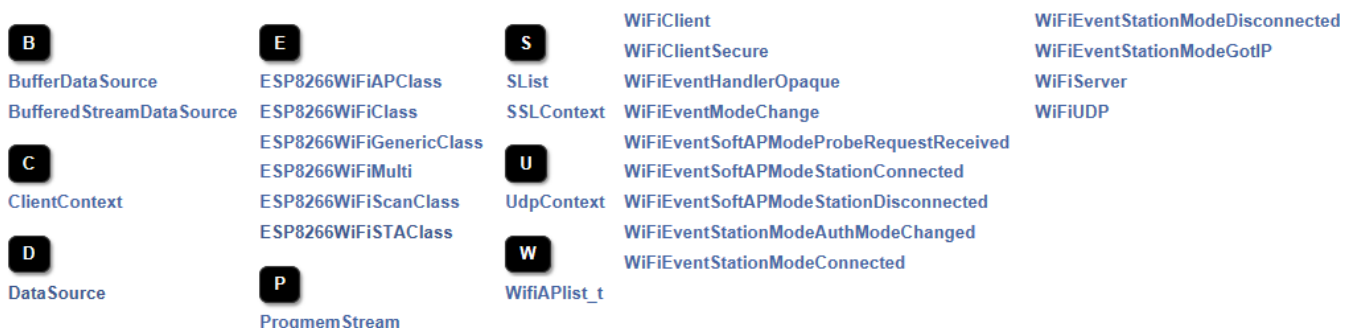 B
BufferDataSource
BufferedStreamDataSource
C
ClientContext
D
DataSource
E
ESP8266WiFiAPClass
ESP8266WiFiClass
ESP8266WiFiGenericClass
ESP8266WiFiMulti
ESP8266WiFiScanClass
ESP8266WiFiSTAClass
P
ProgmemStream
S
SList
SSLContext
U
UdpContext
W
WifiAPlist_t
WiFiClient
WiFiClientSecure
WiFiEventHandlerOpaque
WiFiEventModeChange
WiFiEventSoftAPModeProbeRequestReceived
WiFiEventSoftAPModeStationConnected
WiFiEventSoftAPModeStationDisconnected
WiFiEventStationModeAuthModeChanged
WiFiEventStationModeConnected
WiFiEventStationModeDisconnected
WiFiEventStationModeGotIP
WiFiServer
WiFiUDP